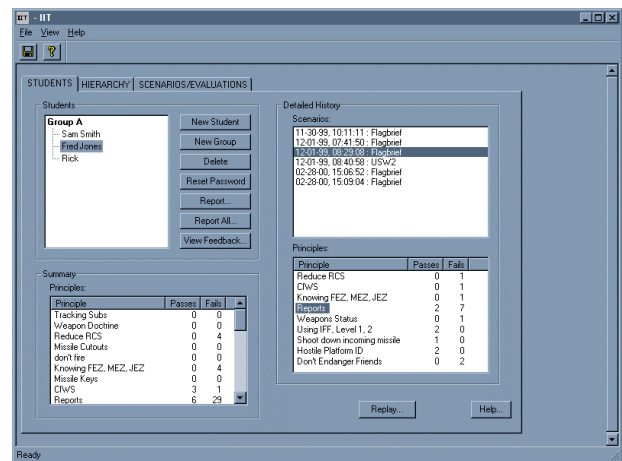 IIT - IIT
File View Help
STUDENTS HIERARCHY SCENARIOS/EVALUATIONS
Students
Group A
Sam Smith
Fred Jones
Rick
New Student
New Group
Delete
Reset Password
Report...
Report All...
View Feedback...
Summary
Principles:
Principle Passes Fails
Tracking Subs 0 0
Weapon Doctrine 0 0
Reduce RCS 0 4
Missile Cutouts 0 0
don't fire 0 0
Knowing FEZ, MEZ, JEZ 0 4
Missile Keys 0 0
CIWS 3 1
Reports 6 29
Detailed History
Scenarios:
11-30-99, 10:11:11 : Flagbrief
12-01-99, 07:41:50 : Flagbrief
12-01-99, 08:29:08 : Flagbrief
12-01-99, 08:40:58 : USW2
02-28-00, 15:06:52 : Flagbrief
02-28-00, 15:09:04 : Flagbrief
Principles:
Principle Passes Fails
Reduce RCS 0 1
CIWS 0 1
Knowing FEZ, MEZ, JEZ 0 1
Reports 2 7
Weapons Status 0 1
Using IFF, Level 1, 2 2 0
Shoot down incoming missile 1 0
Hostile Platform ID 2 0
Don't Endanger Friends 0 2
Replay... Help...
Ready